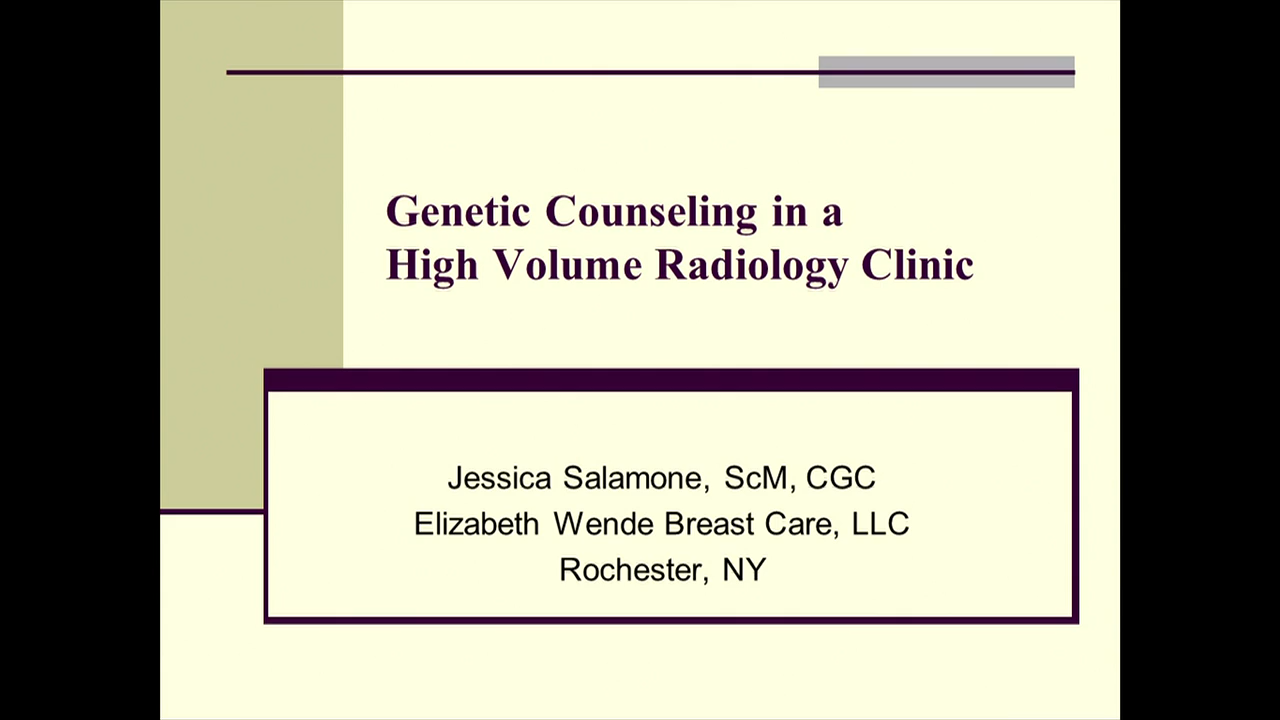 Genetic Counseling in a
High Volume Radiology Clinic
Jessica Salamone, ScM, CGC
Elizabeth Wende Breast Care, LLC
Rochester, NY